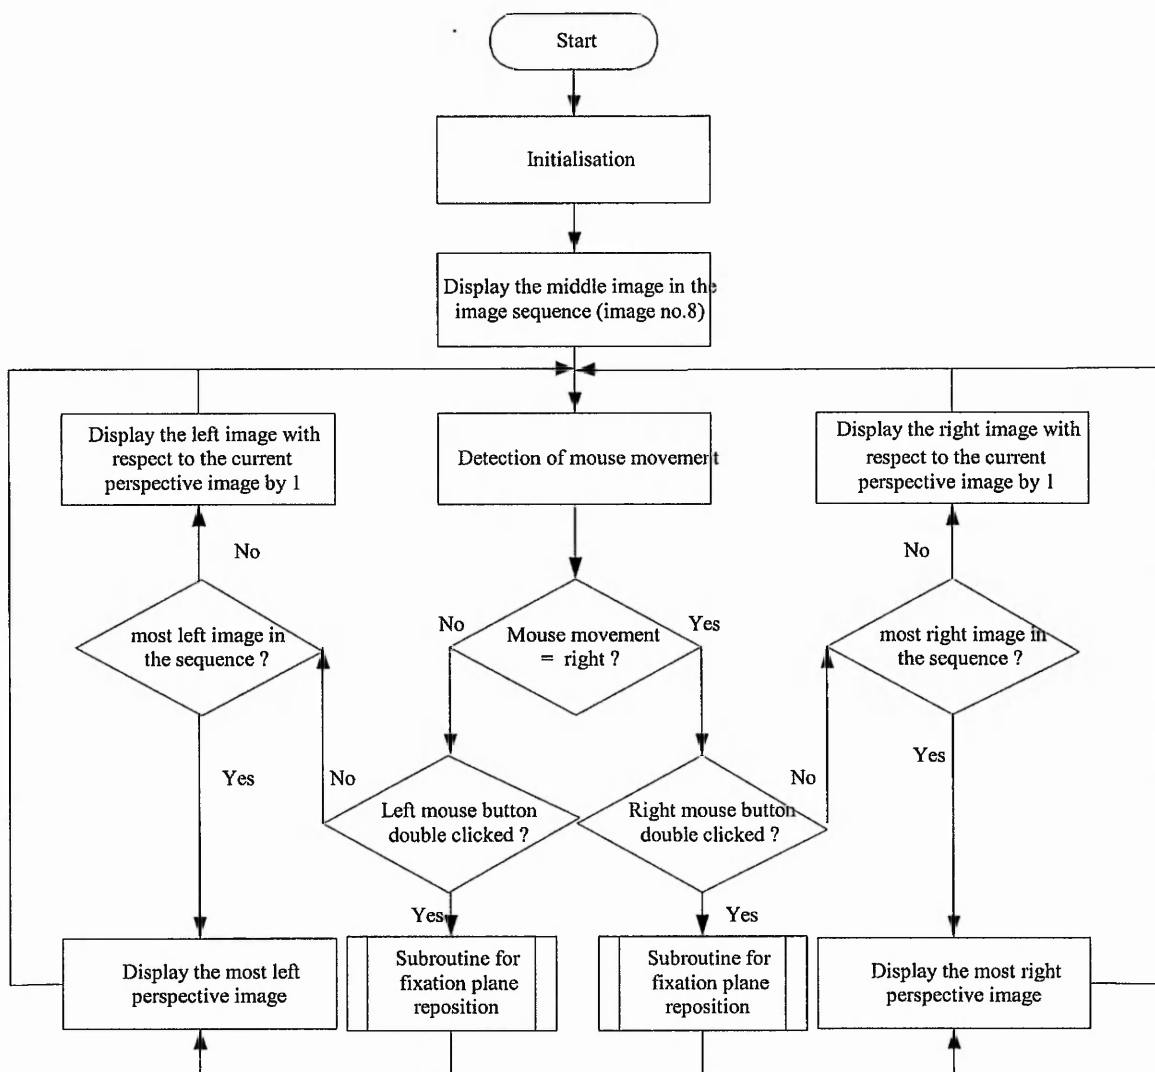 Start
Initialisation
Display the middle image in the
image sequence (image no.8)
Display the left image with
respect to the current
perspective image by 1
Detection of mouse movement
Display the right image with
respect to the current
perspective image by 1
No
No
most left image in
the sequence ?
No
Mouse movement
= right ?
Yes
most right image in
the sequence ?
Yes
No
Left mouse button
double clicked ?
Right mouse button
double clicked ?
No
Yes
Yes
Yes
Display the most left
perspective image
Subroutine for
fixation plane
reposition
Subroutine for
fixation plane
reposition
Display the most right
perspective image